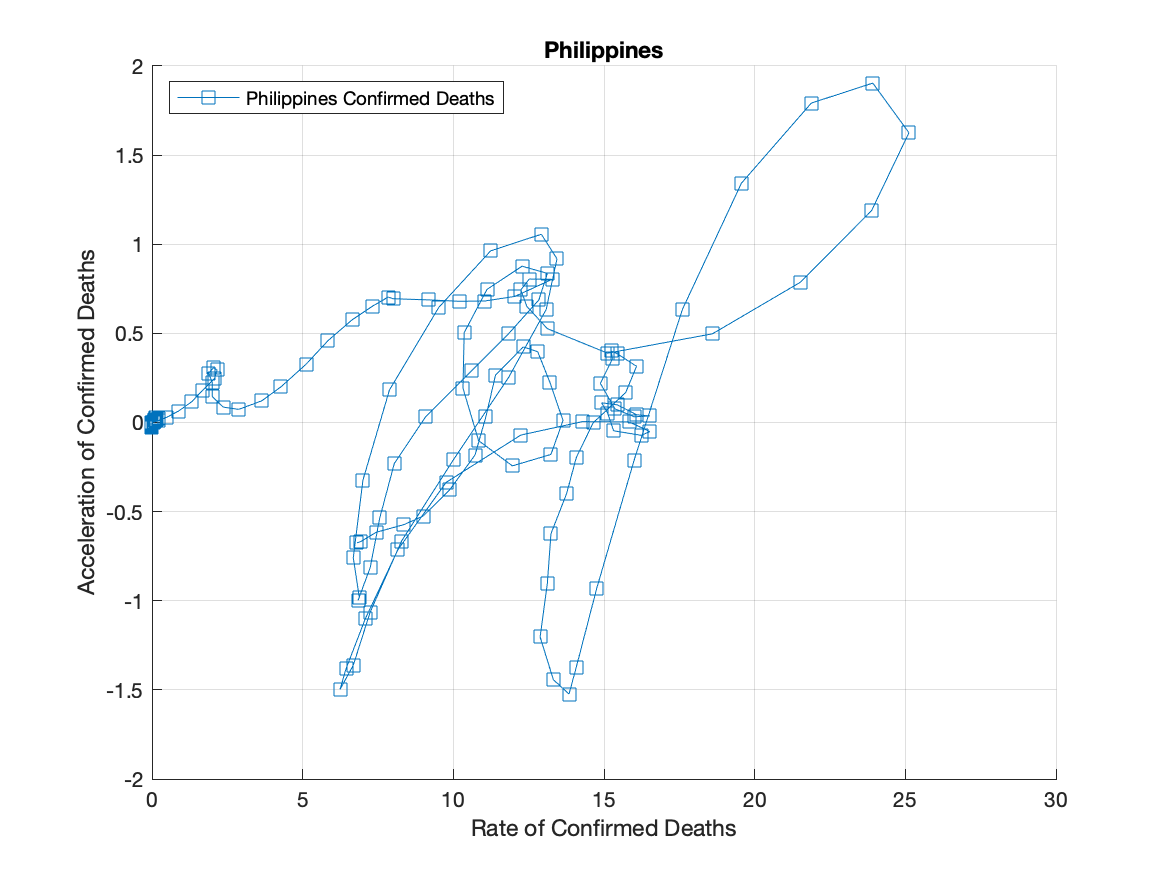 Philippines
Philippines Confirmed Deaths
2
1.5
1
0.5
0
-0.5
-1
-1.5
-2
Acceleration of Confirmed Deaths
0 5 10 15 20 25 30
Rate of Confirmed Deaths